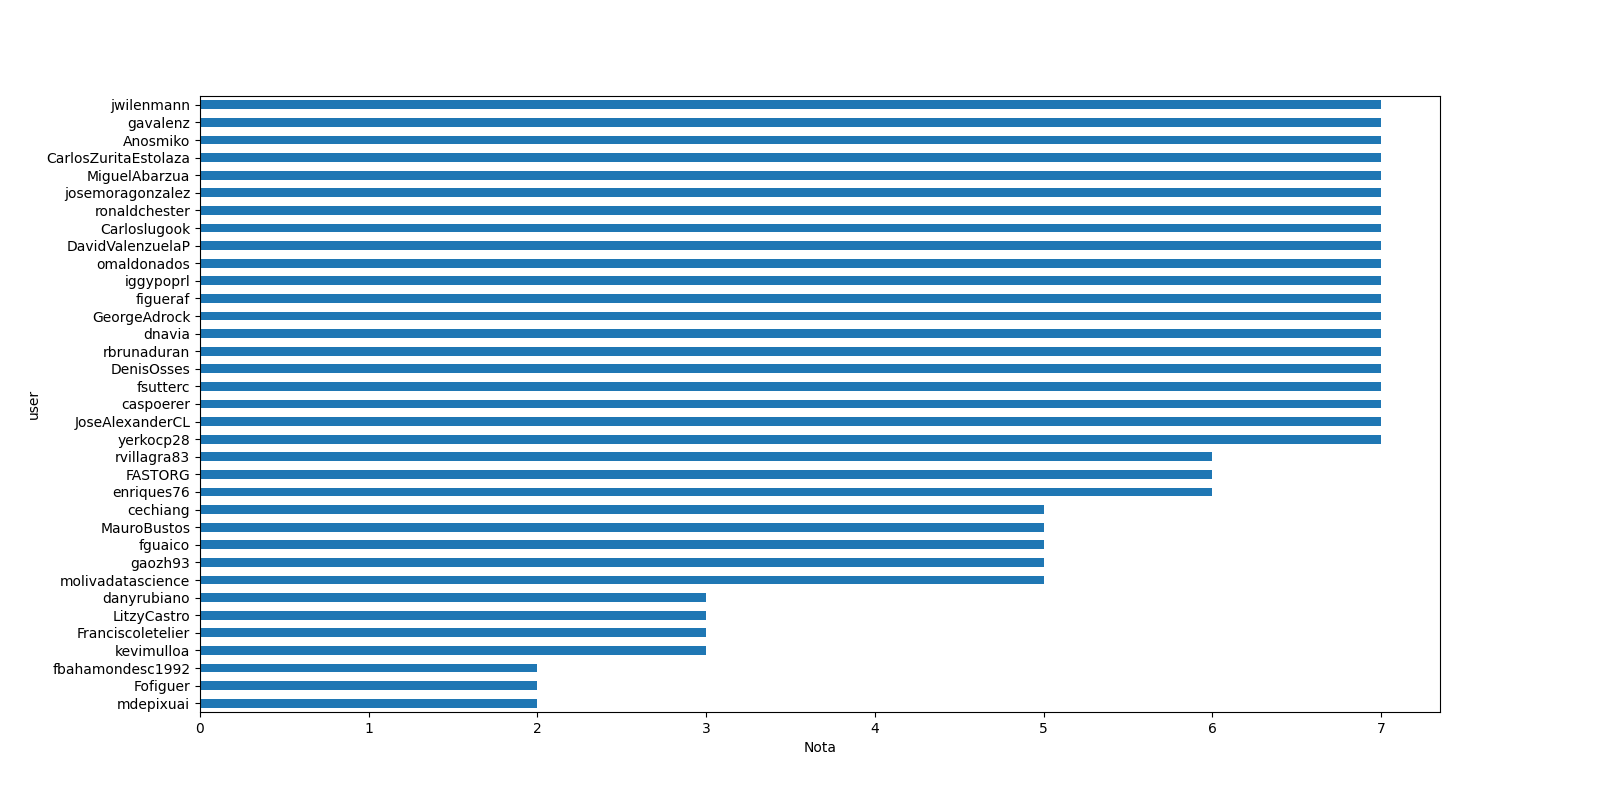 jwilenmann
gavalenz
Anosmiko
CarlosZuritaEstolaza
MiguelAbarzua
josemoragonzalez
ronaldchester
Carloslugook
DavidValenzuelaP
omaldonados
iggypoprl
figueraf
GeorgeAdrock
dnavia
rbrunaduran
DenisOsses
fsutterc
caspoerer
JoseAlexanderCL
yerkocp28
rvillagra83
FASTORG
enriques76
cechiang
MauroBustos
fguaico
gaozh93
molivadatascience
danyrubiano
LitzyCastro
Franciscoletelier
kevimulloa
fbahamondesc1992
Fofiguer
mdepixuai
user
0 1 2 3 4 5 6 7
Nota